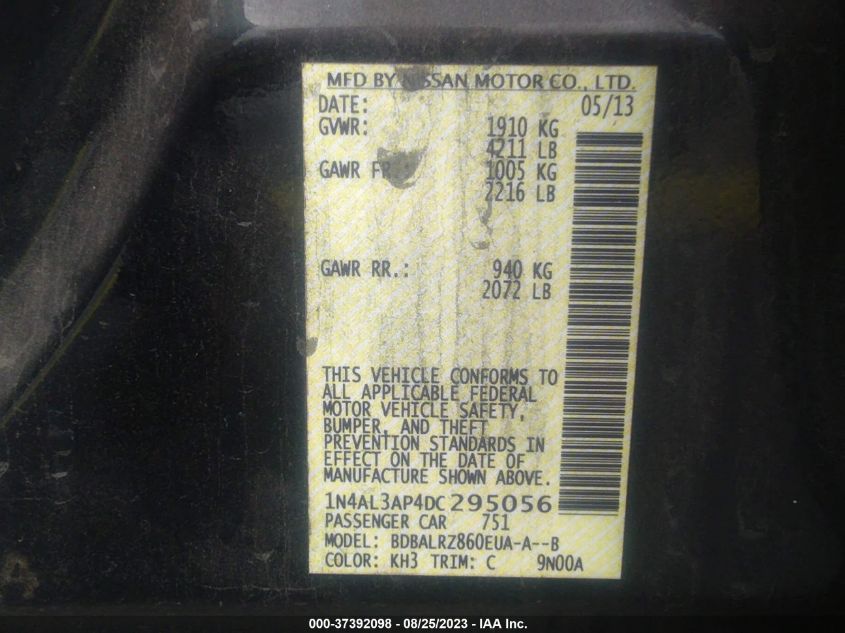 MFD BY NISSAN MOTOR CO., LTD.
DATE: 05/13
GVWR: 1910 KG
4211 LB
GAWR FR 1005 KG
2216 LB
GAWR RR.: 940 KG
2072 LB
THIS VEHICLE CONFORMS TO
ALL APPLICABLE FEDERAL
MOTOR VEHICLE SAFETY,
BUMPER, AND THEFT
PREVENTION STANDARDS IN
EFFECT ON THE DATE OF
MANUFACTURE SHOWN ABOVE.
1N4AL3AP4DC295056
PASSENGER CAR 751
MODEL: BDBALRZ860EUA-A--B
COLOR: KH3 TRIM: C 9N00A
000-37392098 - 08/25/2023 - IAA Inc.